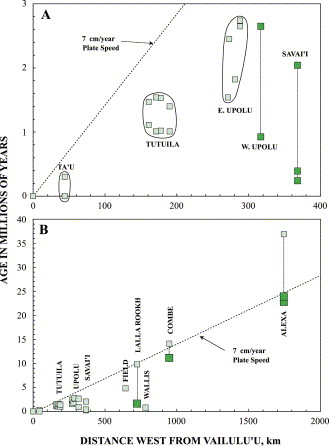 3
A
7 cm/year
Plate Speed
SAVAI'I
2
E. UPOLU
W. UPOLU
TUTUILA
1
TA'U
0
0 100 200 300 400
AGE IN MILLIONS OF YEARS
40
B
35
30
25
20
15
10
5
0
TUTUILA
UPOLU
SAVAI'I
FIELD
LALLA ROOKH
WALLIS
COMBE
ALEXA
7 cm/year
Plate Speed
0 500 1000 1500 2000
DISTANCE WEST FROM VAILULU'U, km